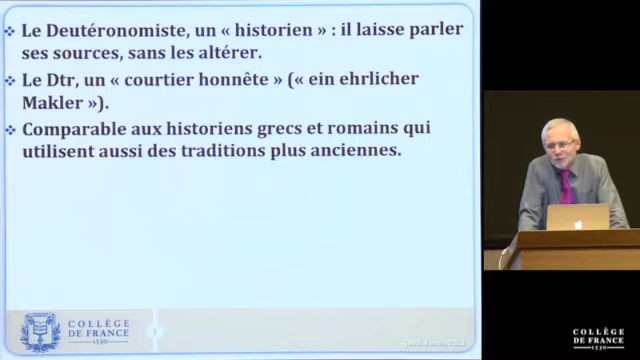 Le Deutéronomiste, un « historien » : il laisse parler
ses sources, sans les altérer.
Le Dtr, un « courtier honnête » (« ein ehrlicher
Makler »).
Comparable aux historiens grecs et romains qui
utilisent aussi des traditions plus anciennes.
COLLÈGE
DE FRANCE
1530
COLLÈGE
DE FRANCE
1530